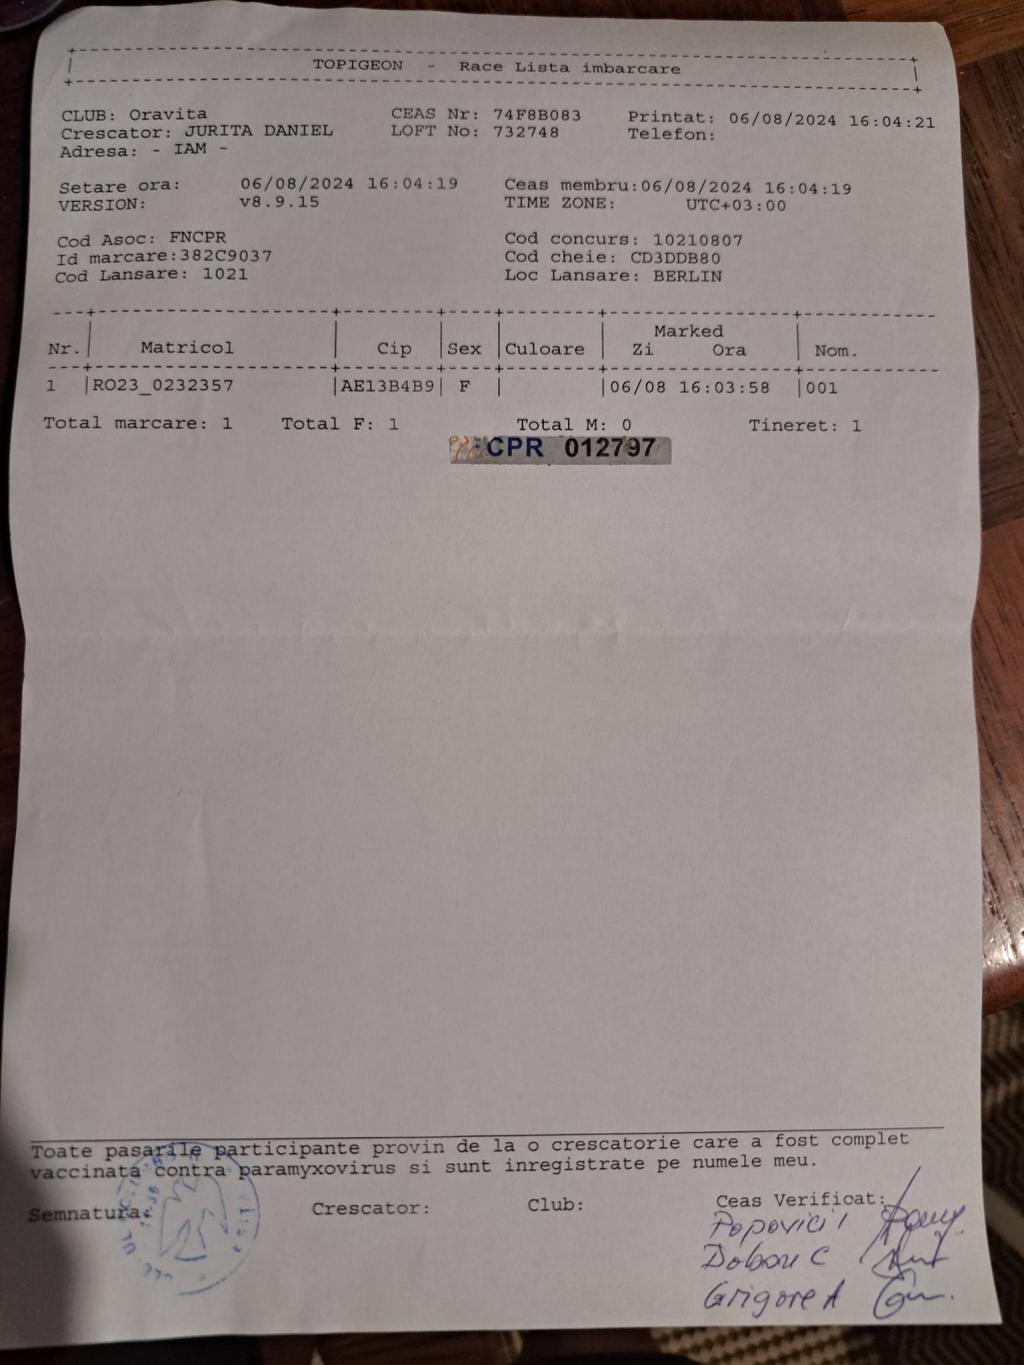 TOPIGEON - Race Lista imbarcare
CLUB: Oravita CEAS Nr: 74F8B083 Printat: 06/08/2024 16:04:21
Crescator: JURITA DANIEL LOFT No: 732748 Telefon:
Adresa: - IAM -
Setare ora: 06/08/2024 16:04:19 Ceas membru:06/08/2024 16:04:19
VERSION: v8.9.15 TIME ZONE: UTC+03:00
Cod Asoc: FNCPR Cod concurs: 10210807
Id marcare:382C9037 Cod cheie: CD3DDB80
Cod Lansare: 1021 Loc Lansare: BERLIN
Marked
Nr. Matricol Cip Sex Culoare Zi Ora Nom.
1 RO23_0232357 AE13B4B9 F 06/08 16:03:58 001
Total marcare: 1 Total F: 1 Total M: 0 Tineret: 1
CPR 012797
Toate pasarile participante provin de la o crescatorie care a fost complet
vaccinata contra paramyxovirus si sunt inregistrate pe numele meu.
Semnatura: Crescator: Club: Ceas Verificat:
Popovici I
Grigore A